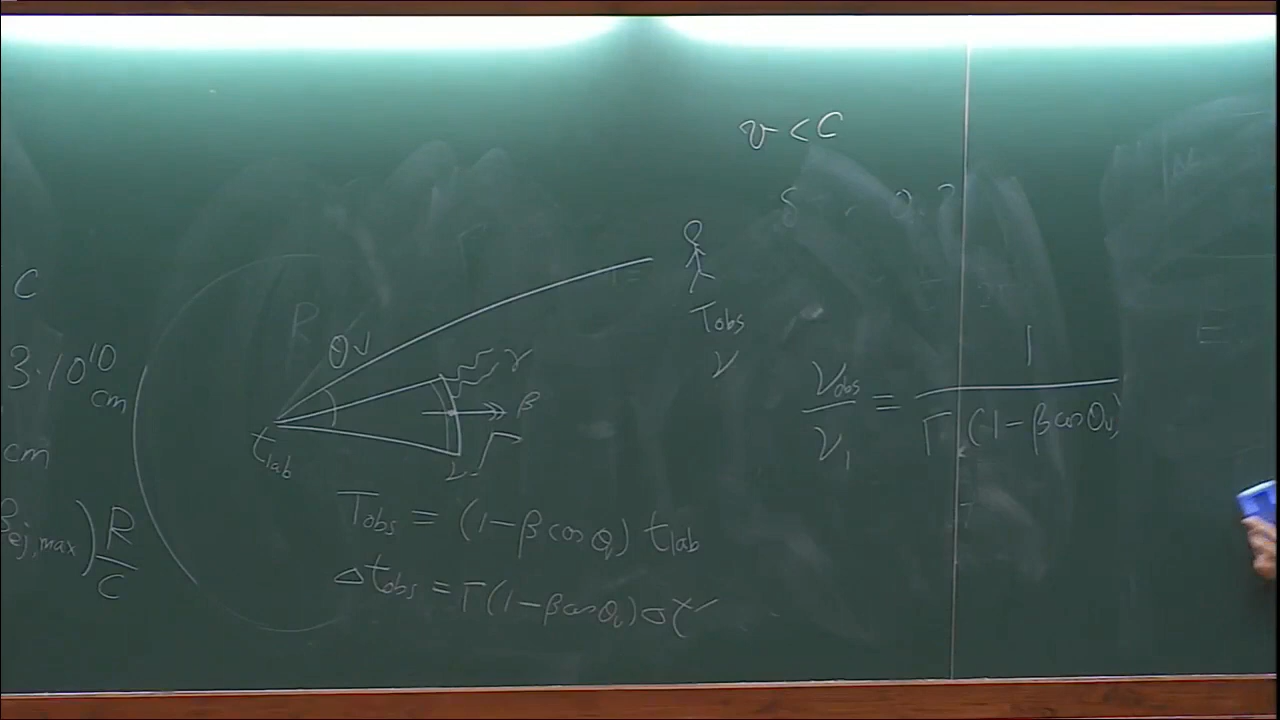 C
3·10^10
cm
cm
β_ej,max) R/C
θ_v
γ
β
t_lab
ν
Γ
T_obs = (1-β cos θ_v) t_lab
Δt_obs = Γ(1-β cos θ_v) Δt'
v < C
T_obs
ν
ν_obs/ν_1 = 1/Γ(1-β cos θ_v)